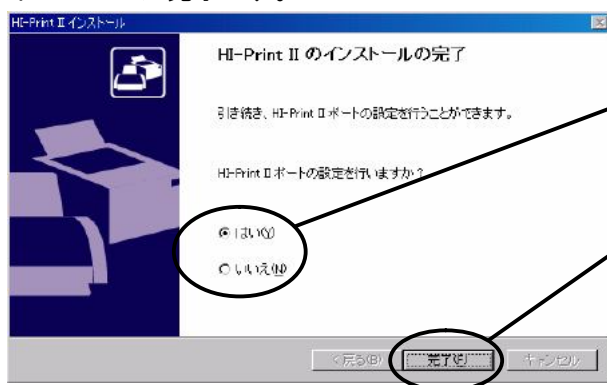 HI-Print Ⅱ インストール
HI-Print II のインストールの完了
引き続き、HI-Print Ⅱ ポートの設定を行うことができます。
HI-Print Ⅱ ポートの設定を行いますか？
はい(Y)
いいえ(N)
<戻る(B)
完了(F)
キャンセル